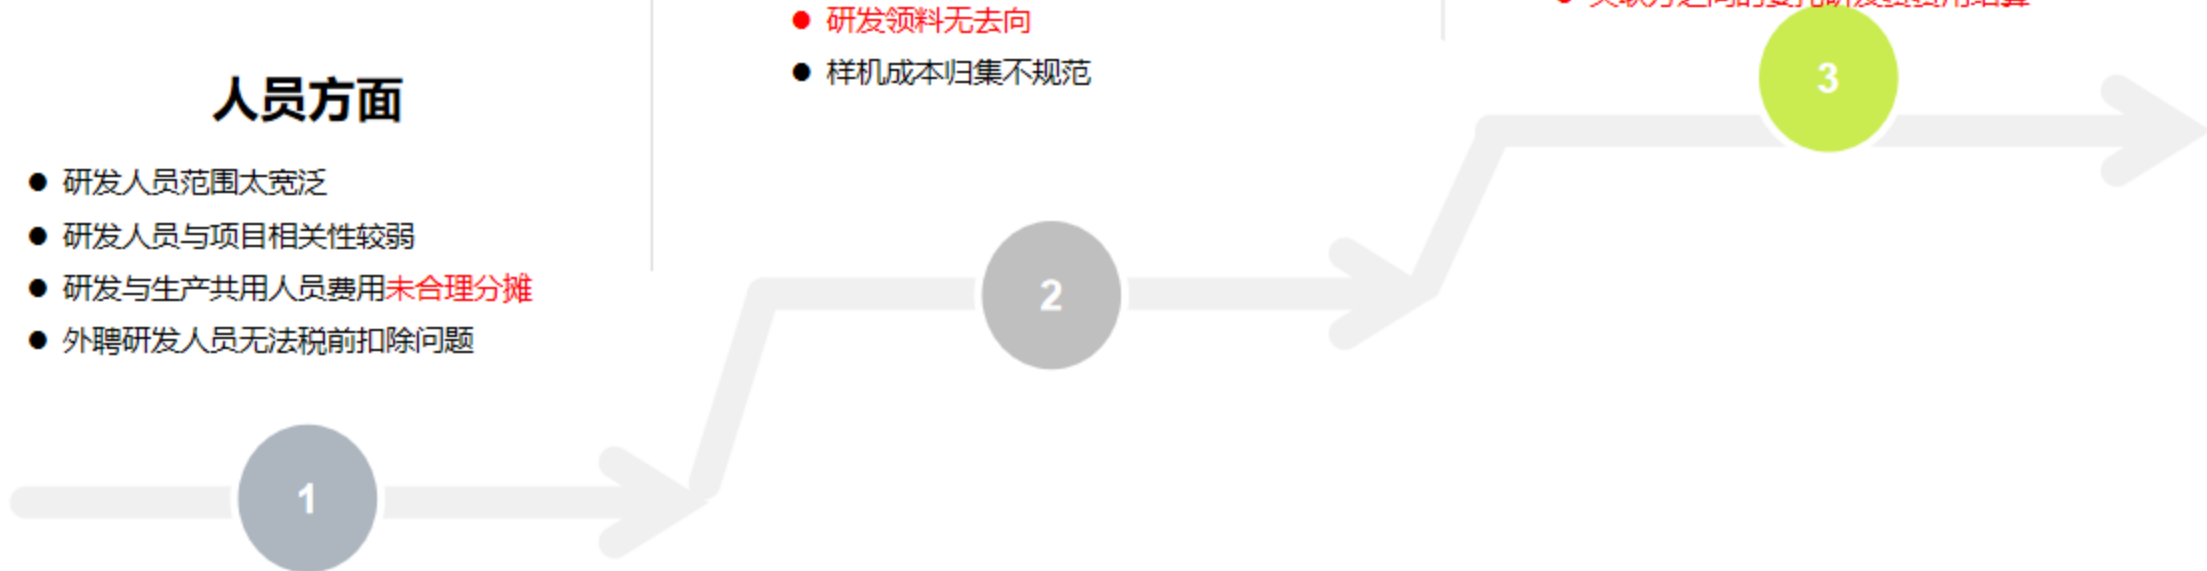 人员方面
● 研发人员范围太宽泛
● 研发人员与项目相关性较弱
● 研发与生产共用人员费用未合理分摊
● 外聘研发人员无法税前扣除问题
1
● 研发领料无去向
● 样机成本归集不规范
2
3